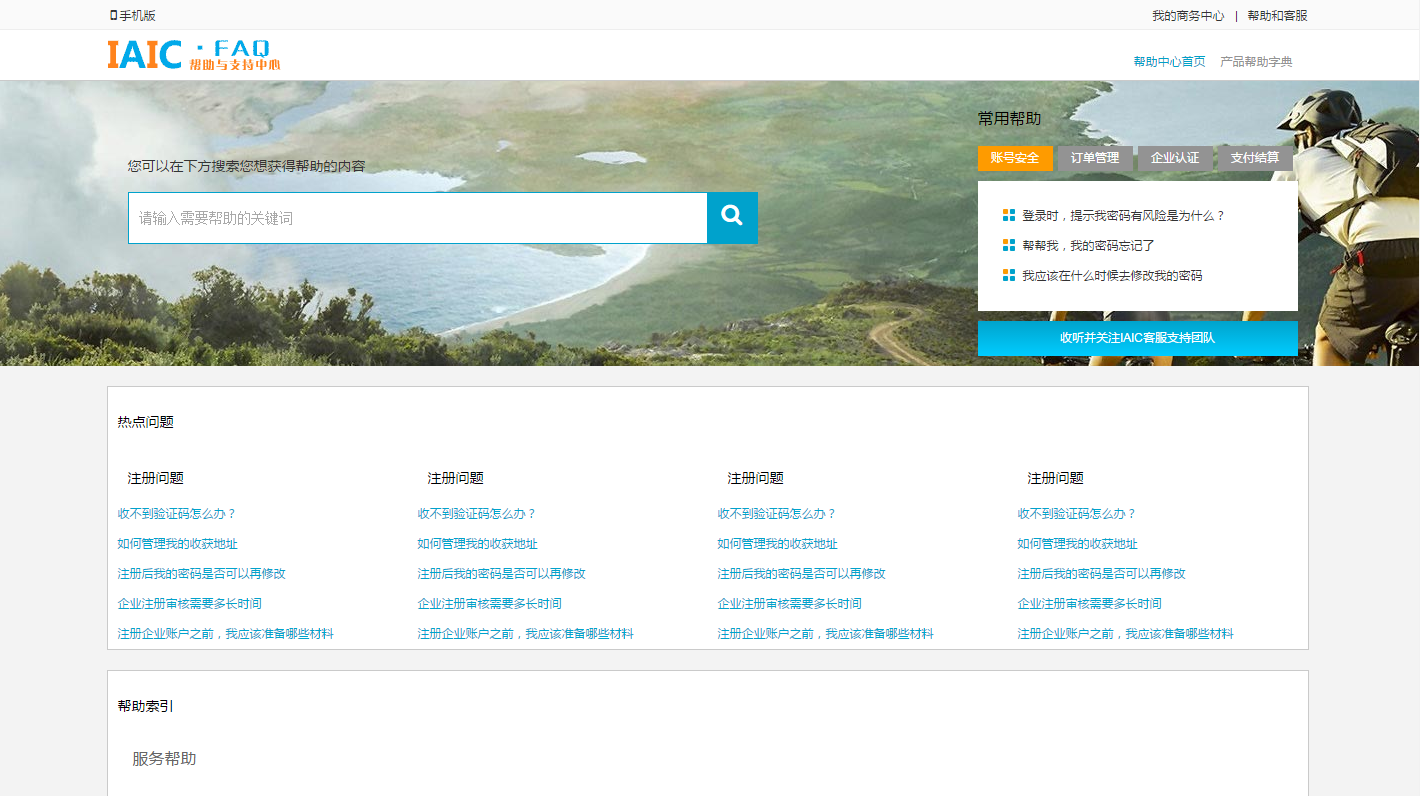 手机版
我的商务中心 | 帮助和客服
IAIC · FAQ
帮助与支持中心
帮助中心首页 产品帮助字典
常用帮助
您可以在下方搜索您想获得帮助的内容
请输入需要帮助的关键词
账号安全 订单管理 企业认证 支付结算
登录时，提示我密码有风险是为什么？
帮帮我，我的密码忘记了
我应该在什么时候去修改我的密码
收听并关注IAIC客服支持团队
热点问题
注册问题 注册问题 注册问题 注册问题
收不到验证码怎么办？ 收不到验证码怎么办？ 收不到验证码怎么办？ 收不到验证码怎么办？
如何管理我的收获地址 如何管理我的收获地址 如何管理我的收获地址 如何管理我的收获地址
注册后我的密码是否可以再修改 注册后我的密码是否可以再修改 注册后我的密码是否可以再修改 注册后我的密码是否可以再修改
企业注册审核需要多长时间 企业注册审核需要多长时间 企业注册审核需要多长时间 企业注册审核需要多长时间
注册企业账户之前，我应该准备哪些材料 注册企业账户之前，我应该准备哪些材料 注册企业账户之前，我应该准备哪些材料 注册企业账户之前，我应该准备哪些材料
帮助索引
服务帮助